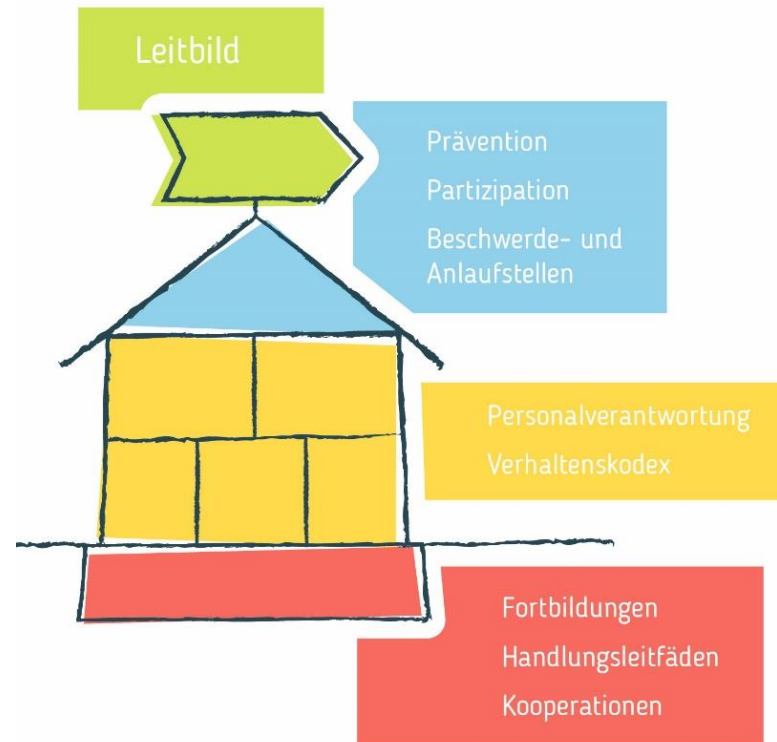 Leitbild
Prävention
Partizipation
Beschwerde- und
Anlaufstellen
Personalverantwortung
Verhaltenskodex
Fortbildungen
Handlungsleitfäden
Kooperationen